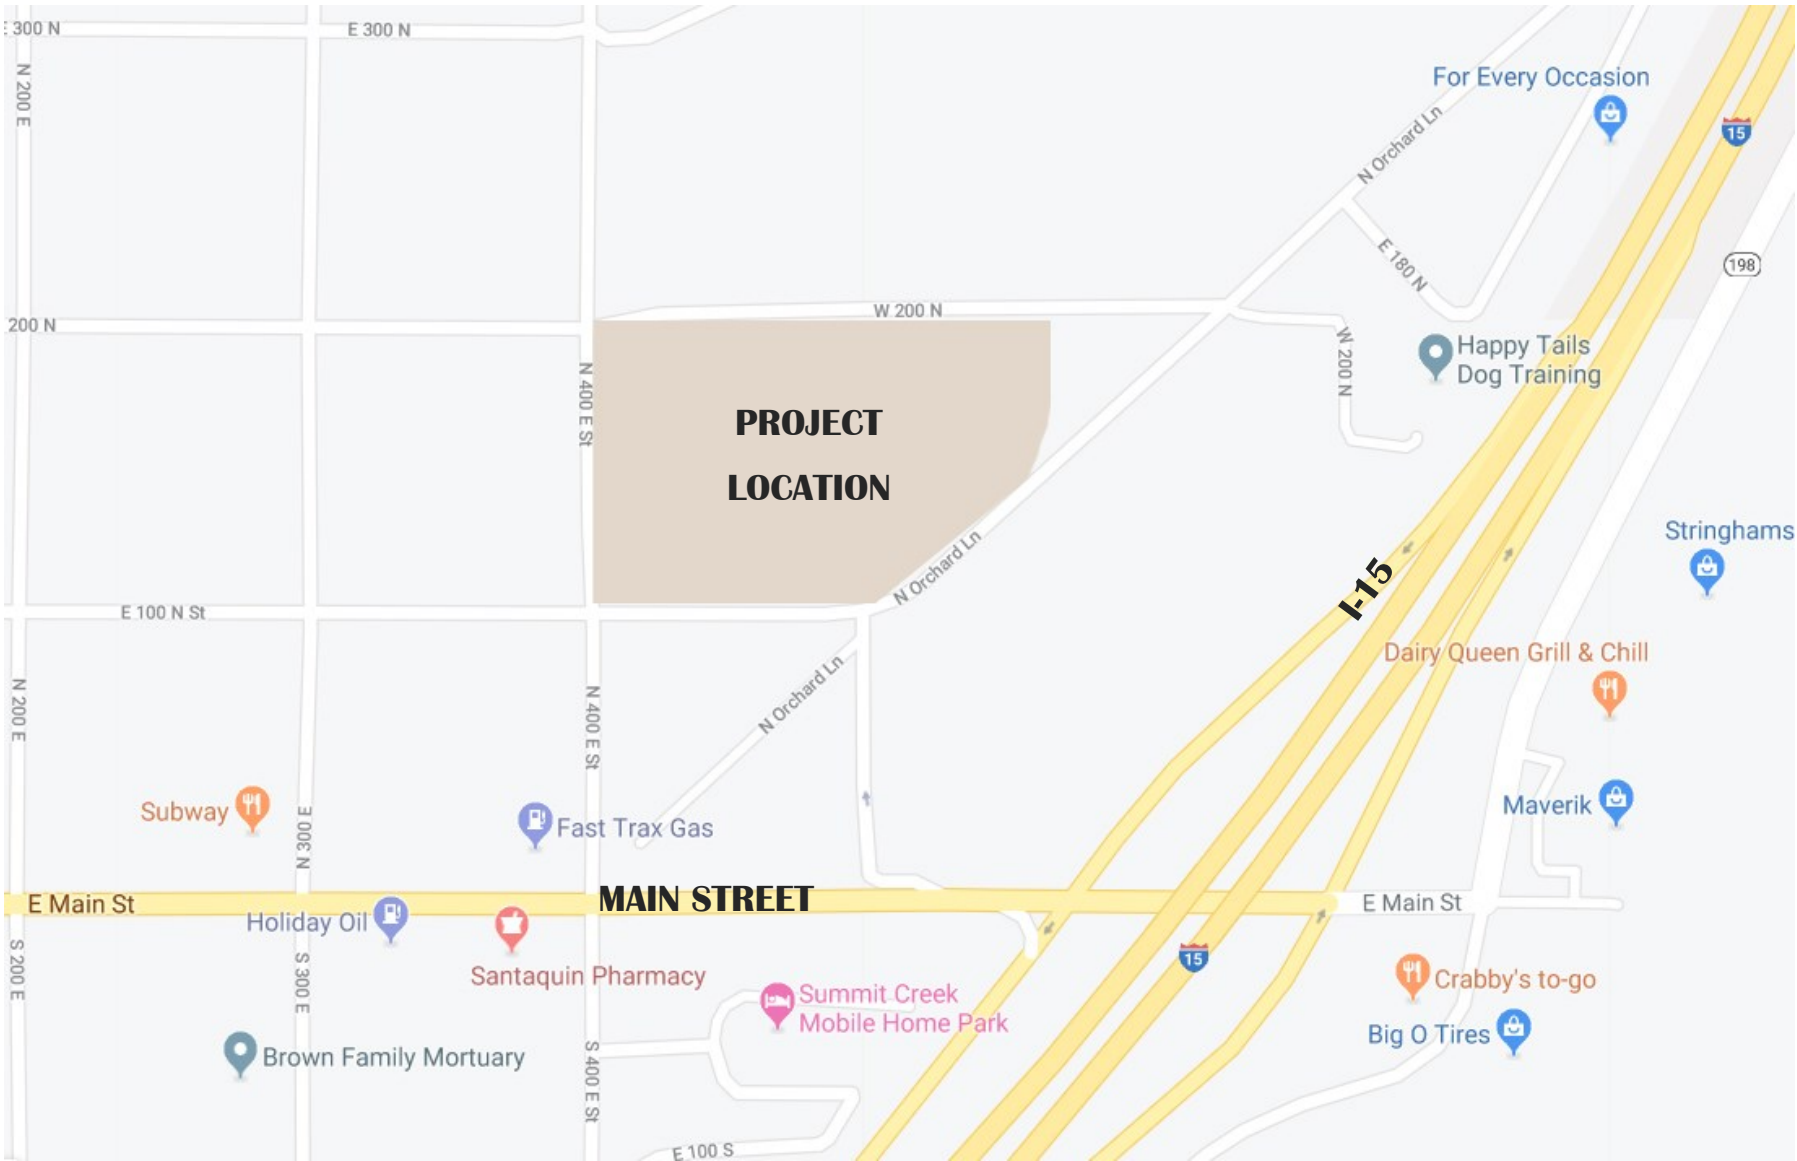 E 300 N
E 300 N
N 200 E
For Every Occasion
15
N Orchard Ln
E 180 N
198
W 200 N
200 N
W 200 N
Happy Tails
Dog Training
N 400 E St
PROJECT
LOCATION
Stringhams
N Orchard Ln
I-15
E 100 N St
Dairy Queen Grill & Chill
N 200 E
N Orchard Ln
N 400 E St
Subway
N 300 E
Fast Trax Gas
Maverik
E Main St
MAIN STREET
E Main St
Holiday Oil
Santaquin Pharmacy
15
S 200 E
S 300 E
Summit Creek
Mobile Home Park
Crabby's to-go
Big O Tires
Brown Family Mortuary
S 400 E St
E 100 S